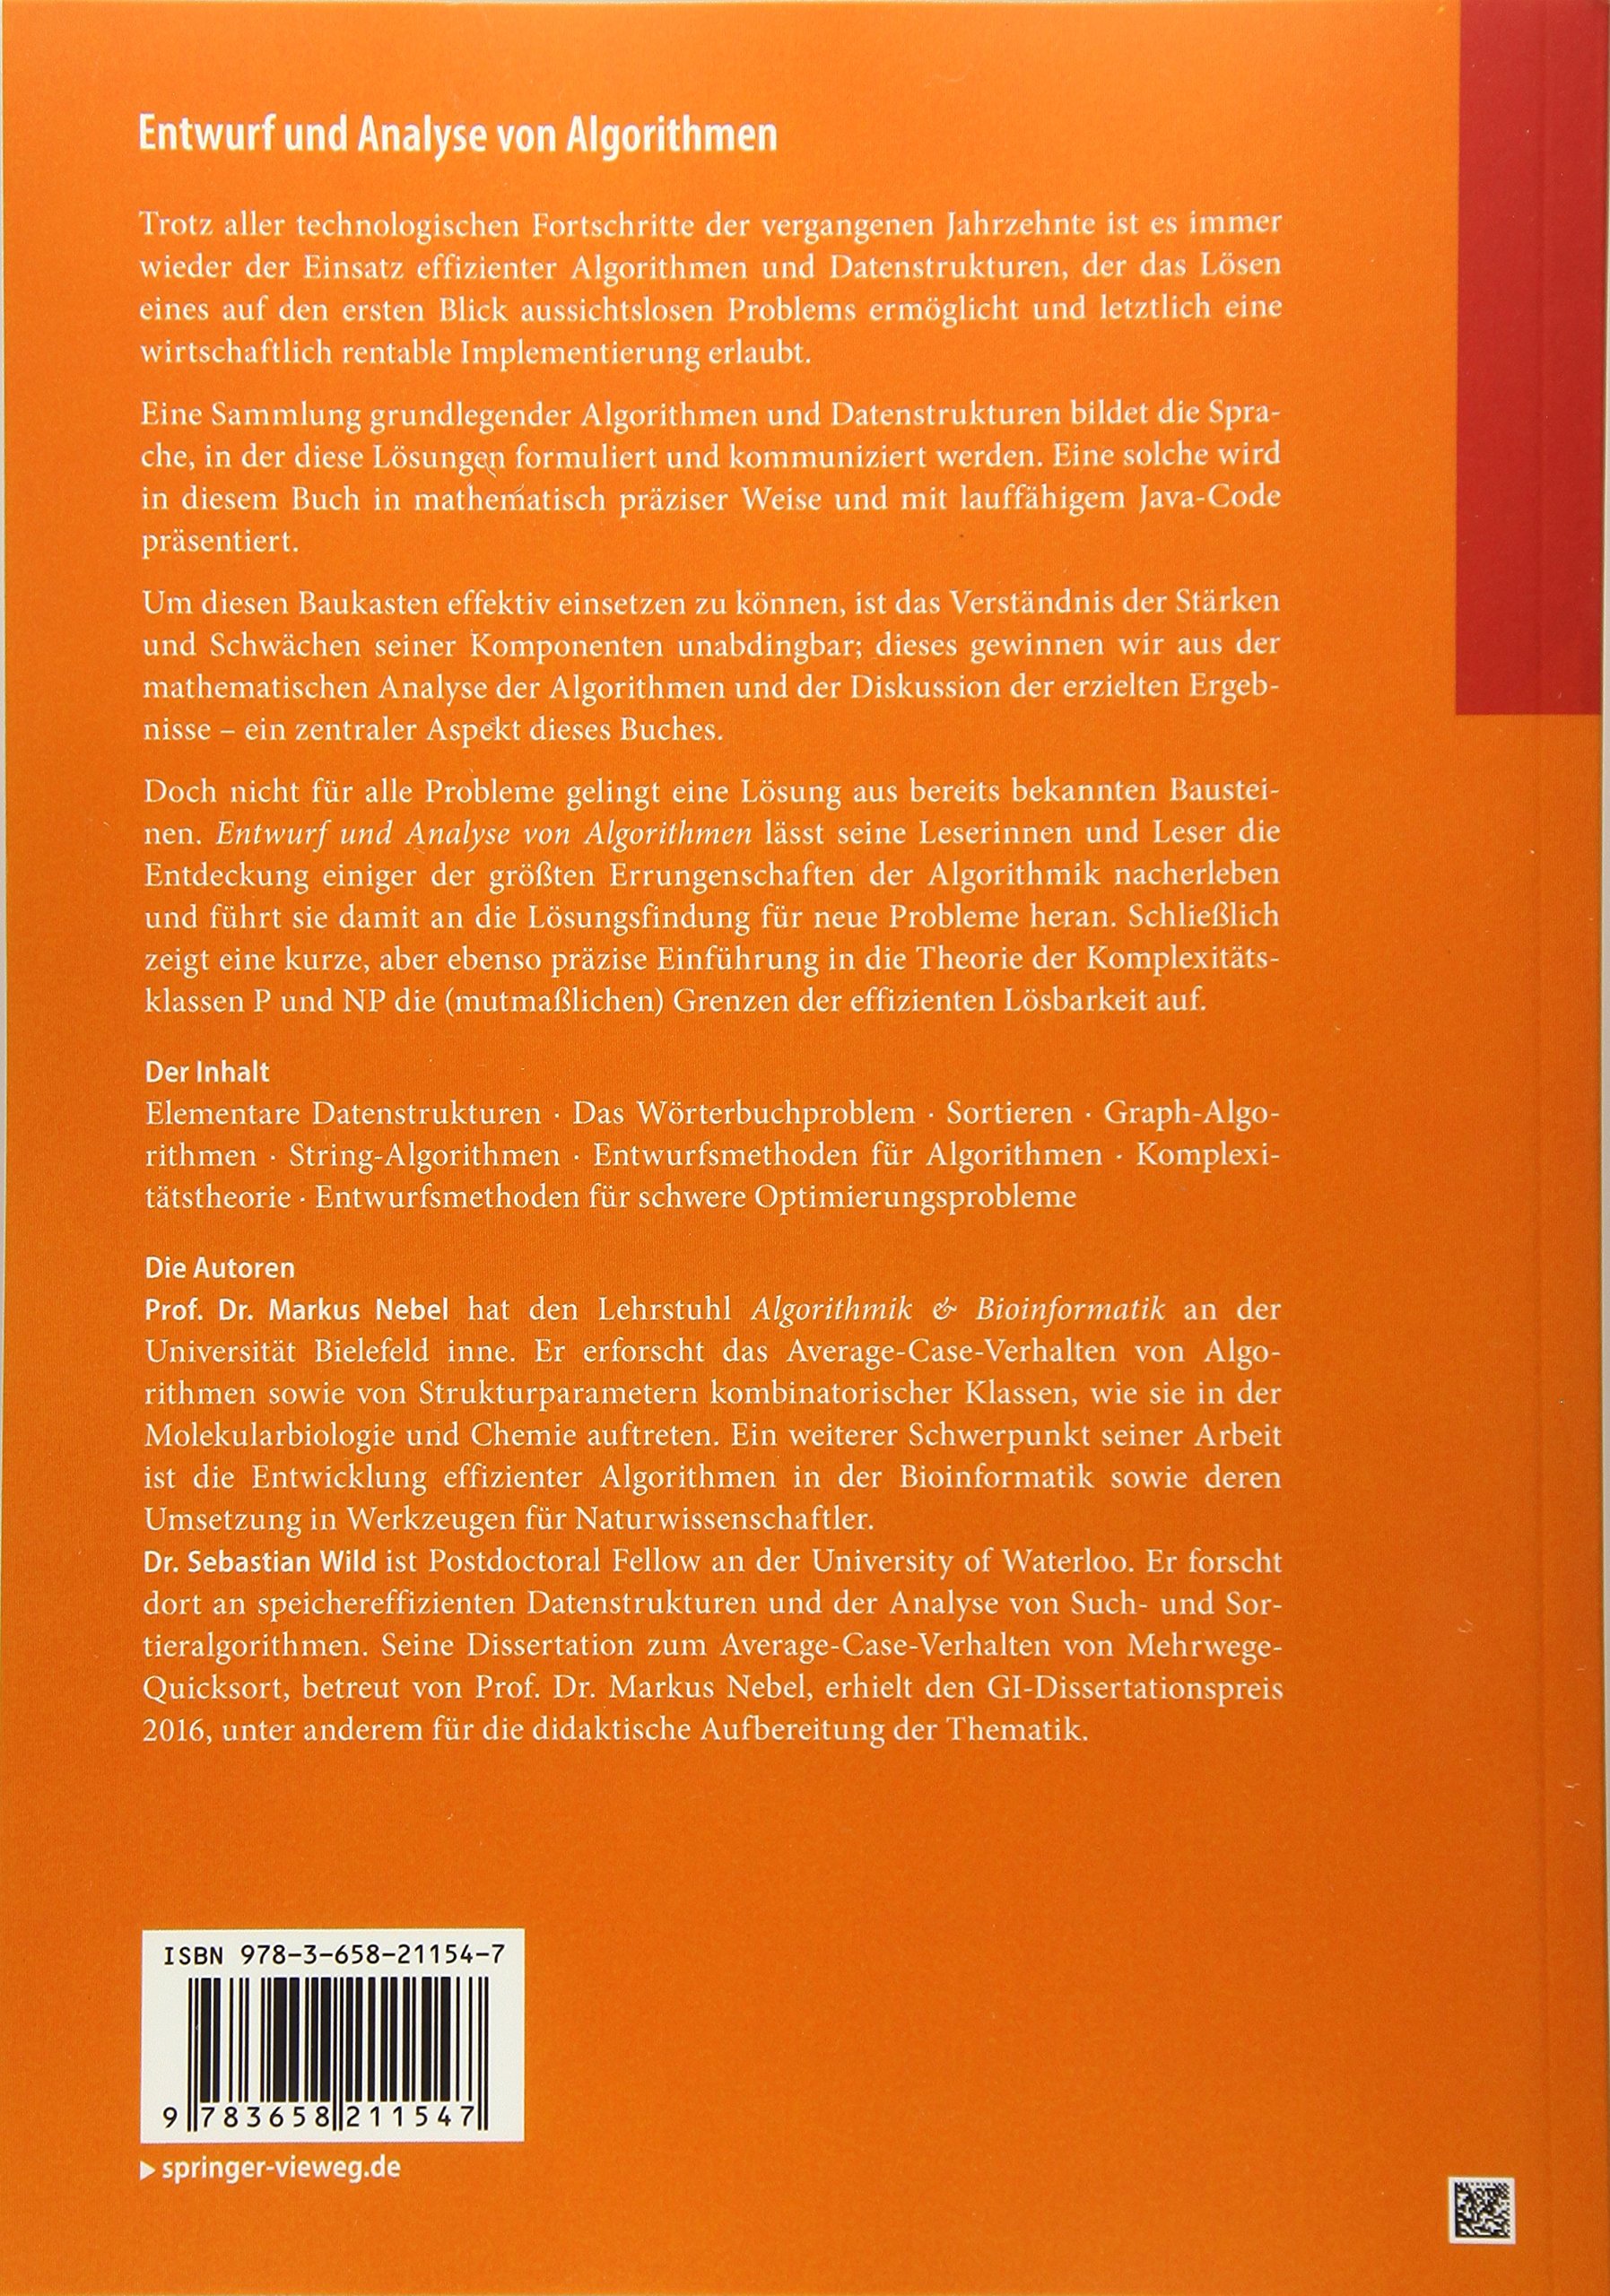 Entwurf und Analyse von Algorithmen
Trotz aller technologischen Fortschritte der vergangenen Jahrzehnte ist es immer
wieder der Einsatz effizienter Algorithmen und Datenstrukturen, der das Lösen
eines auf den ersten Blick aussichtslosen Problems ermöglicht und letztlich eine
wirtschaftlich rentable Implementierung erlaubt.
Eine Sammlung grundlegender Algorithmen und Datenstrukturen bildet die Spra-
che, in der diese Lösungen formuliert und kommuniziert werden. Eine solche wird
in diesem Buch in mathematisch präziser Weise und mit lauffähigem Java-Code
präsentiert.
Um diesen Baukasten effektiv einsetzen zu können, ist das Verständnis der Stärken
und Schwächen seiner Komponenten unabdingbar; dieses gewinnen wir aus der
mathematischen Analyse der Algorithmen und der Diskussion der erzielten Ergeb-
nisse – ein zentraler Aspekt dieses Buches.
Doch nicht für alle Probleme gelingt eine Lösung aus bereits bekannten Baustei-
nen. Entwurf und Analyse von Algorithmen lässt seine Leserinnen und Leser die
Entdeckung einiger der größten Errungenschaften der Algorithmik nacherleben
und führt sie damit an die Lösungsfindung für neue Probleme heran. Schließlich
zeigt eine kurze, aber ebenso präzise Einführung in die Theorie der Komplexitäts-
klassen P und NP die (mutmaßlichen) Grenzen der effizienten Lösbarkeit auf.
Der Inhalt
Elementare Datenstrukturen · Das Wörterbuchproblem · Sortieren · Graph-Algo-
rithmen · String-Algorithmen · Entwurfsmethoden für Algorithmen · Komplexi-
tätstheorie · Entwurfsmethoden für schwere Optimierungsprobleme
Die Autoren
Prof. Dr. Markus Nebel hat den Lehrstuhl Algorithmik & Bioinformatik an der
Universität Bielefeld inne. Er erforscht das Average-Case-Verhalten von Algo-
rithmen sowie von Strukturparametern kombinatorischer Klassen, wie sie in der
Molekularbiologie und Chemie auftreten. Ein weiterer Schwerpunkt seiner Arbeit
ist die Entwicklung effizienter Algorithmen in der Bioinformatik sowie deren
Umsetzung in Werkzeugen für Naturwissenschaftler.
Dr. Sebastian Wild ist Postdoctoral Fellow an der University of Waterloo. Er forscht
dort an speichereffizienten Datenstrukturen und der Analyse von Such- und Sor-
tieralgorithmen. Seine Dissertation zum Average-Case-Verhalten von Mehrwege-
Quicksort, betreut von Prof. Dr. Markus Nebel, erhielt den GI-Dissertationspreis
2016, unter anderem für die didaktische Aufbereitung der Thematik.
ISBN 978-3-658-21154-7
9 783658 211547
springer-vieweg.de